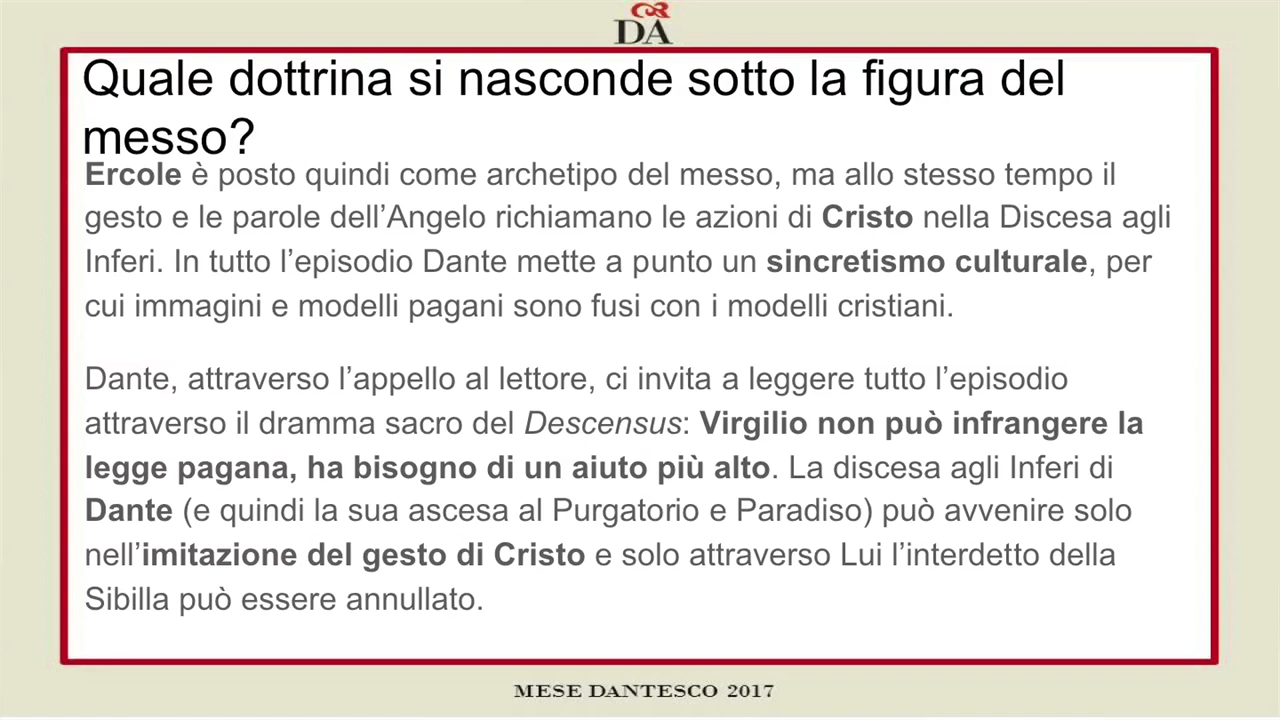 DA
Quale dottrina si nasconde sotto la figura del
messo?
Ercole è posto quindi come archetipo del messo, ma allo stesso tempo il
gesto e le parole dell’Angelo richiamano le azioni di Cristo nella Discesa agli
Inferi. In tutto l’episodio Dante mette a punto un sincretismo culturale, per
cui immagini e modelli pagani sono fusi con i modelli cristiani.
Dante, attraverso l’appello al lettore, ci invita a leggere tutto l’episodio
attraverso il dramma sacro del Descensus: Virgilio non può infrangere la
legge pagana, ha bisogno di un aiuto più alto. La discesa agli Inferi di
Dante (e quindi la sua ascesa al Purgatorio e Paradiso) può avvenire solo
nell’imitazione del gesto di Cristo e solo attraverso Lui l’interdetto della
Sibilla può essere annullato.
MESE DANTESCO 2017